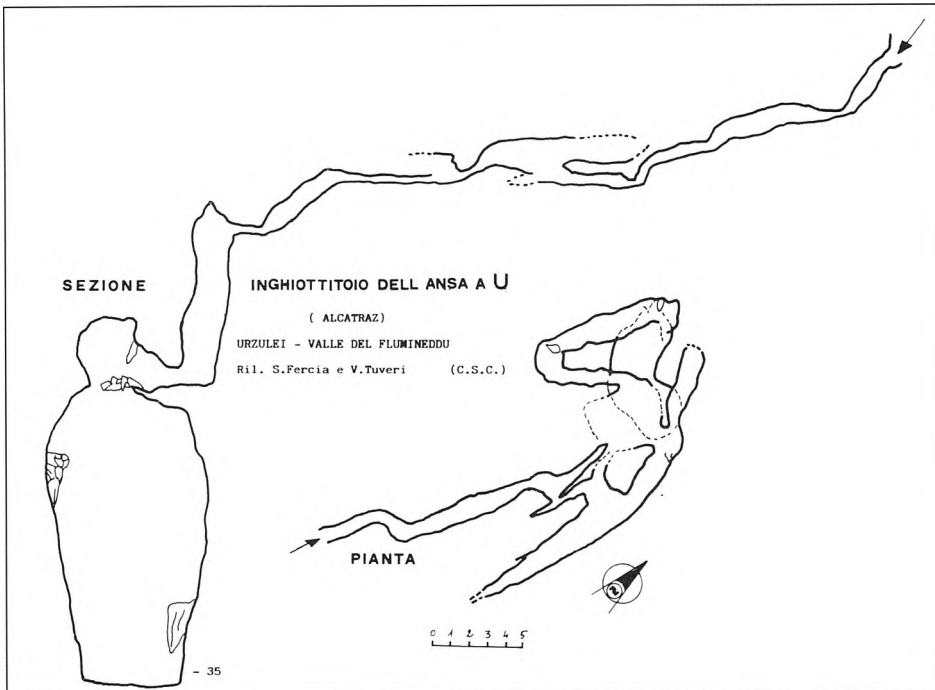 SEZIONE
INGHIOTTITOIO DELL ANSA A U
( ALCATRAZ)
URZULEI - VALLE DEL FLUMINEDDU
Ril. S.Fercia e V.Tuveri (C.S.C.)
PIANTA
N
0 1 2 3 4 5
- 35